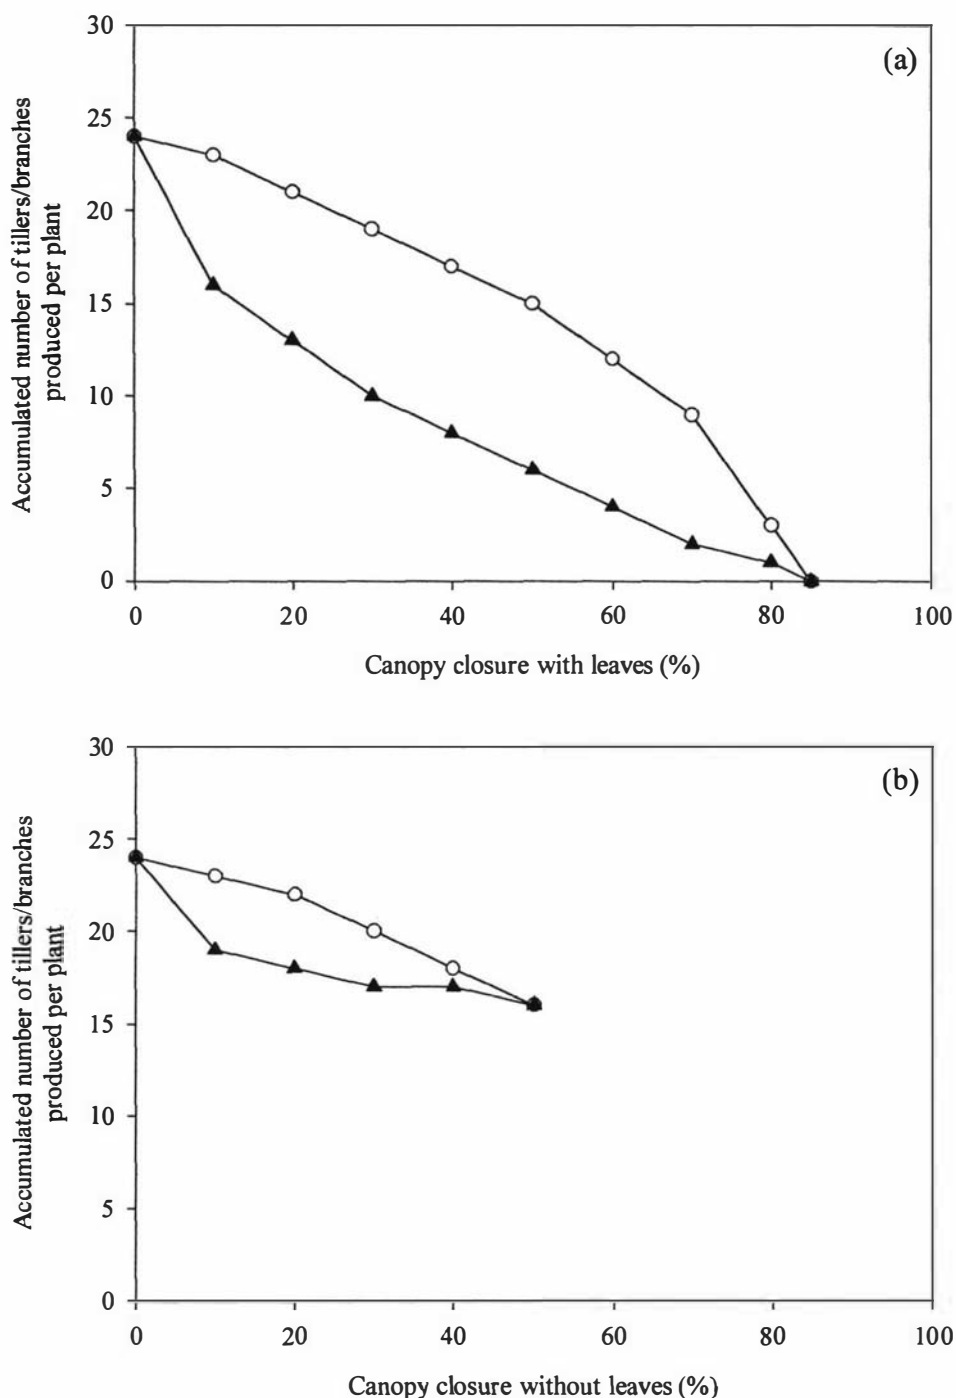 (a)
Accumulated number of tillers/branches
produced per plant
30
25
20
15
10
5
0
0 20 40 60 80 100
Canopy closure with leaves (%)
(b)
Accumulated number of tillers/branches
produced per plant
30
25
20
15
10
5
0
0 20 40 60 80 100
Canopy closure without leaves (%)